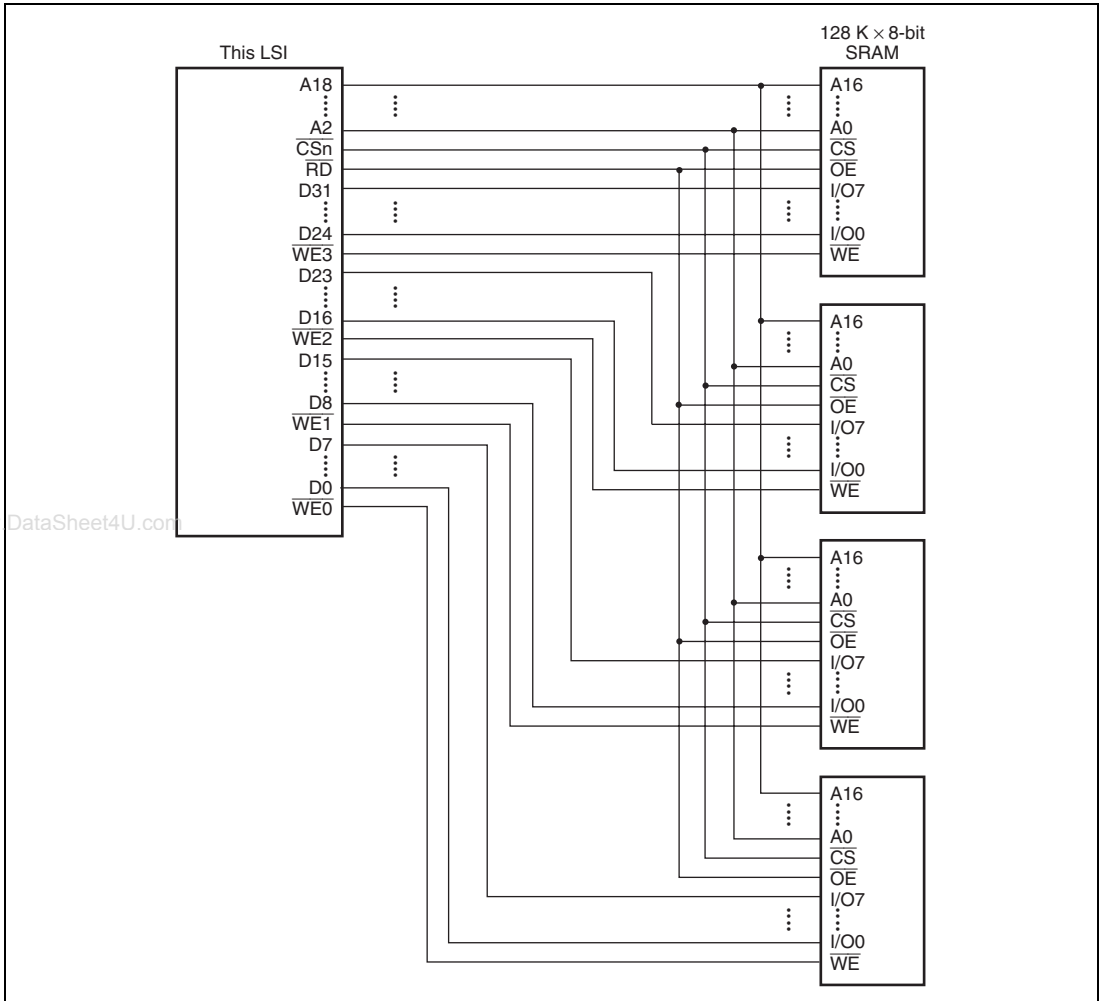 This LSI
A18
A2
CSn
RD
D31
D24
WE3
D23
D16
WE2
D15
D8
WE1
D7
D0
WE0
128 K × 8-bit
SRAM
A16
A0
CS
OE
I/O7
I/O0
WE
A16
A0
CS
OE
I/O7
I/O0
WE
A16
A0
CS
OE
I/O7
I/O0
WE
A16
A0
CS
OE
I/O7
I/O0
WE
DataSheet4U.com